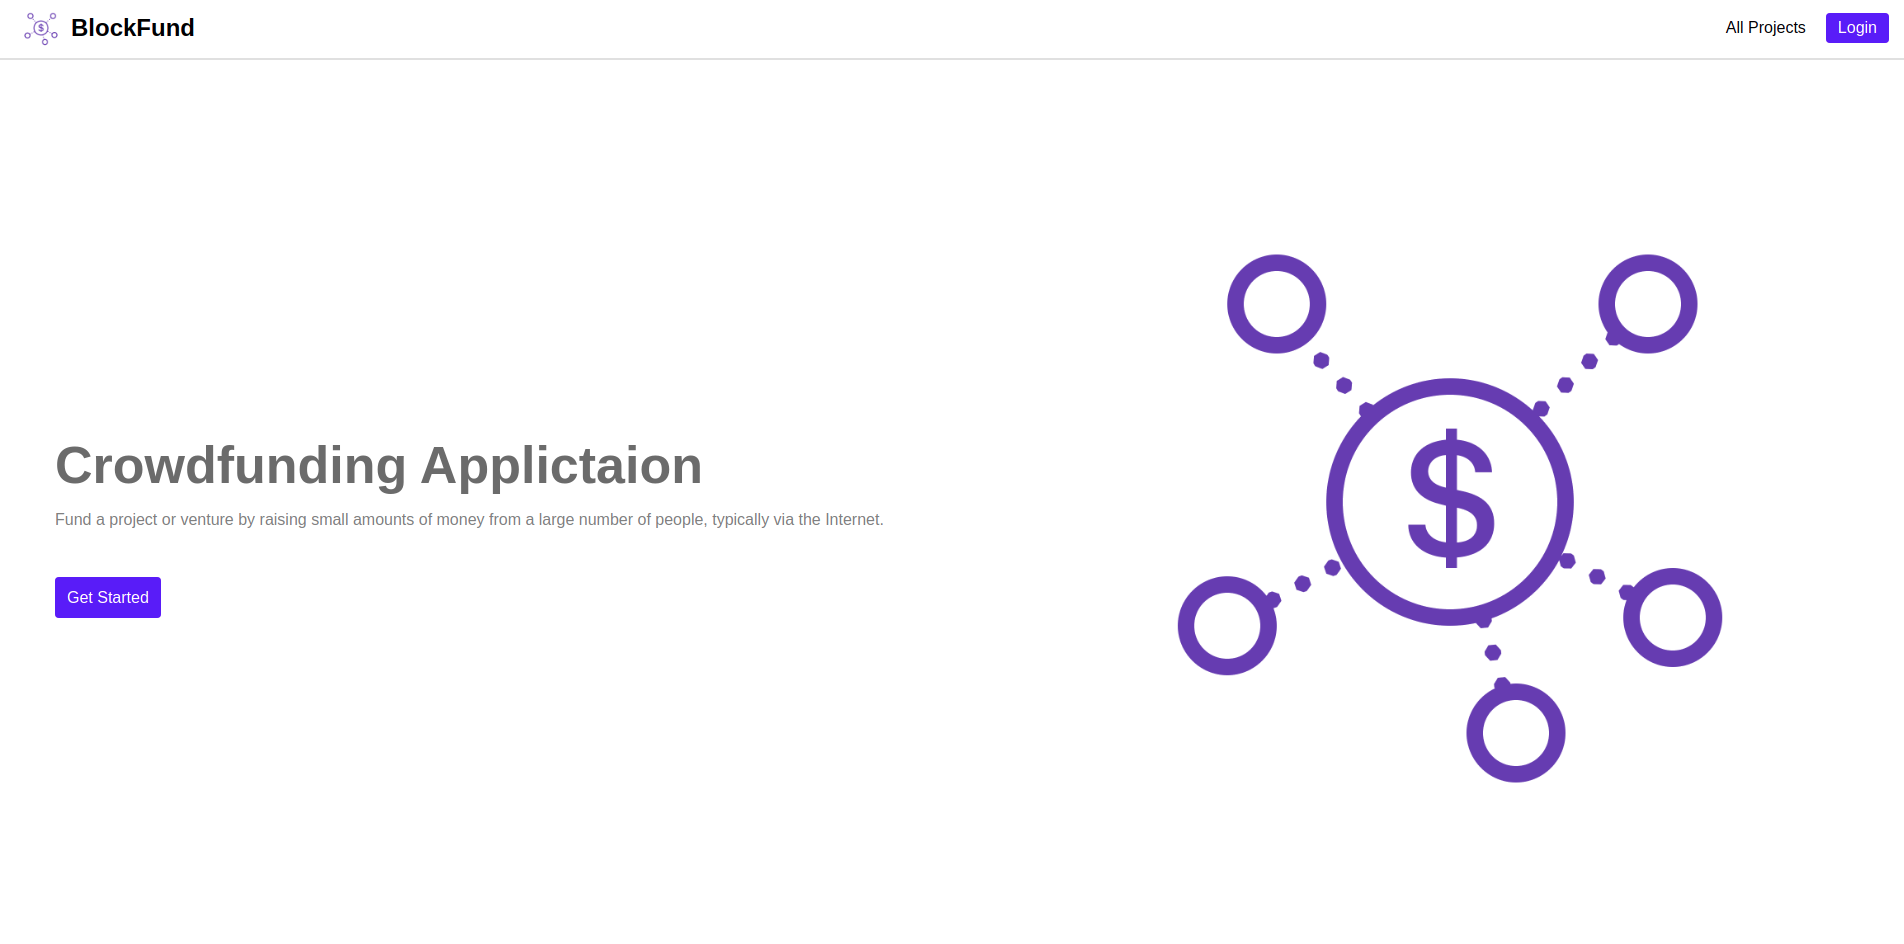 $ BlockFund
All Projects
Login
Crowdfunding Applictaion
Fund a project or venture by raising small amounts of money from a large number of people, typically via the Internet.
Get Started
$